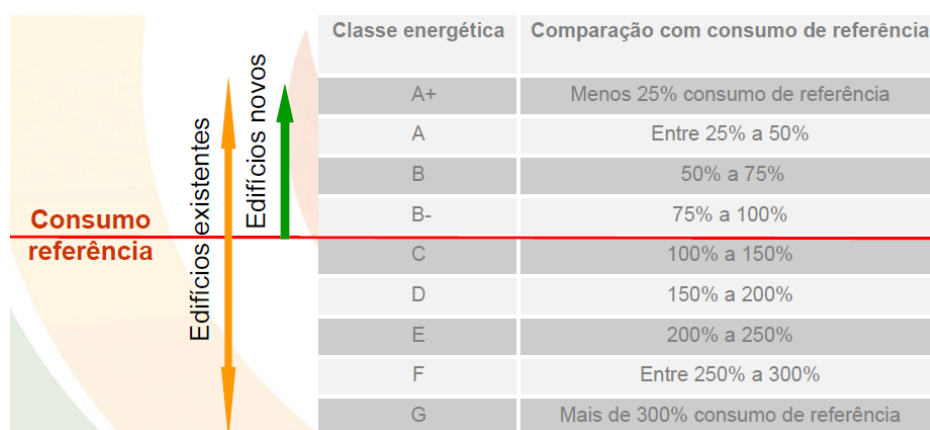 Classe energética Comparação com consumo de referência
A+ Menos 25% consumo de referência
A Entre 25% a 50%
B 50% a 75%
B- 75% a 100%
C 100% a 150%
D 150% a 200%
E 200% a 250%
F Entre 250% a 300%
G Mais de 300% consumo de referência
Consumo
referência
Edifícios existentes
Edifícios novos